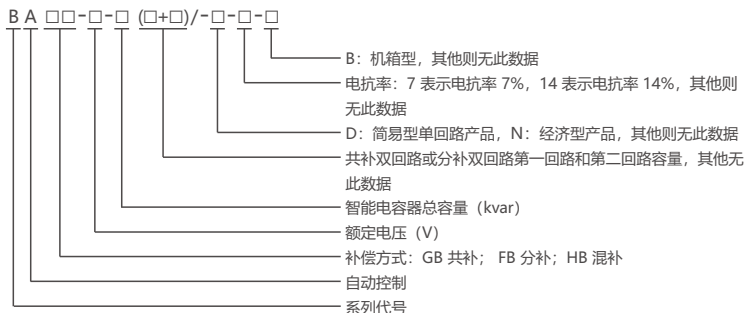 BA□□-□-□(□+□)/-□-□-□
B：机箱型，其他则无此数据
电抗率：7 表示电抗率 7%，14 表示电抗率 14%，其他则
无此数据
D：简易型单回路产品，N：经济型产品，其他则无此数据
共补双回路或分补双回路第一回路和第二回路容量，其他无
此数据
智能电容器总容量（kvar）
额定电压（V）
补偿方式：GB 共补； FB 分补；HB 混补
自动控制
系列代号